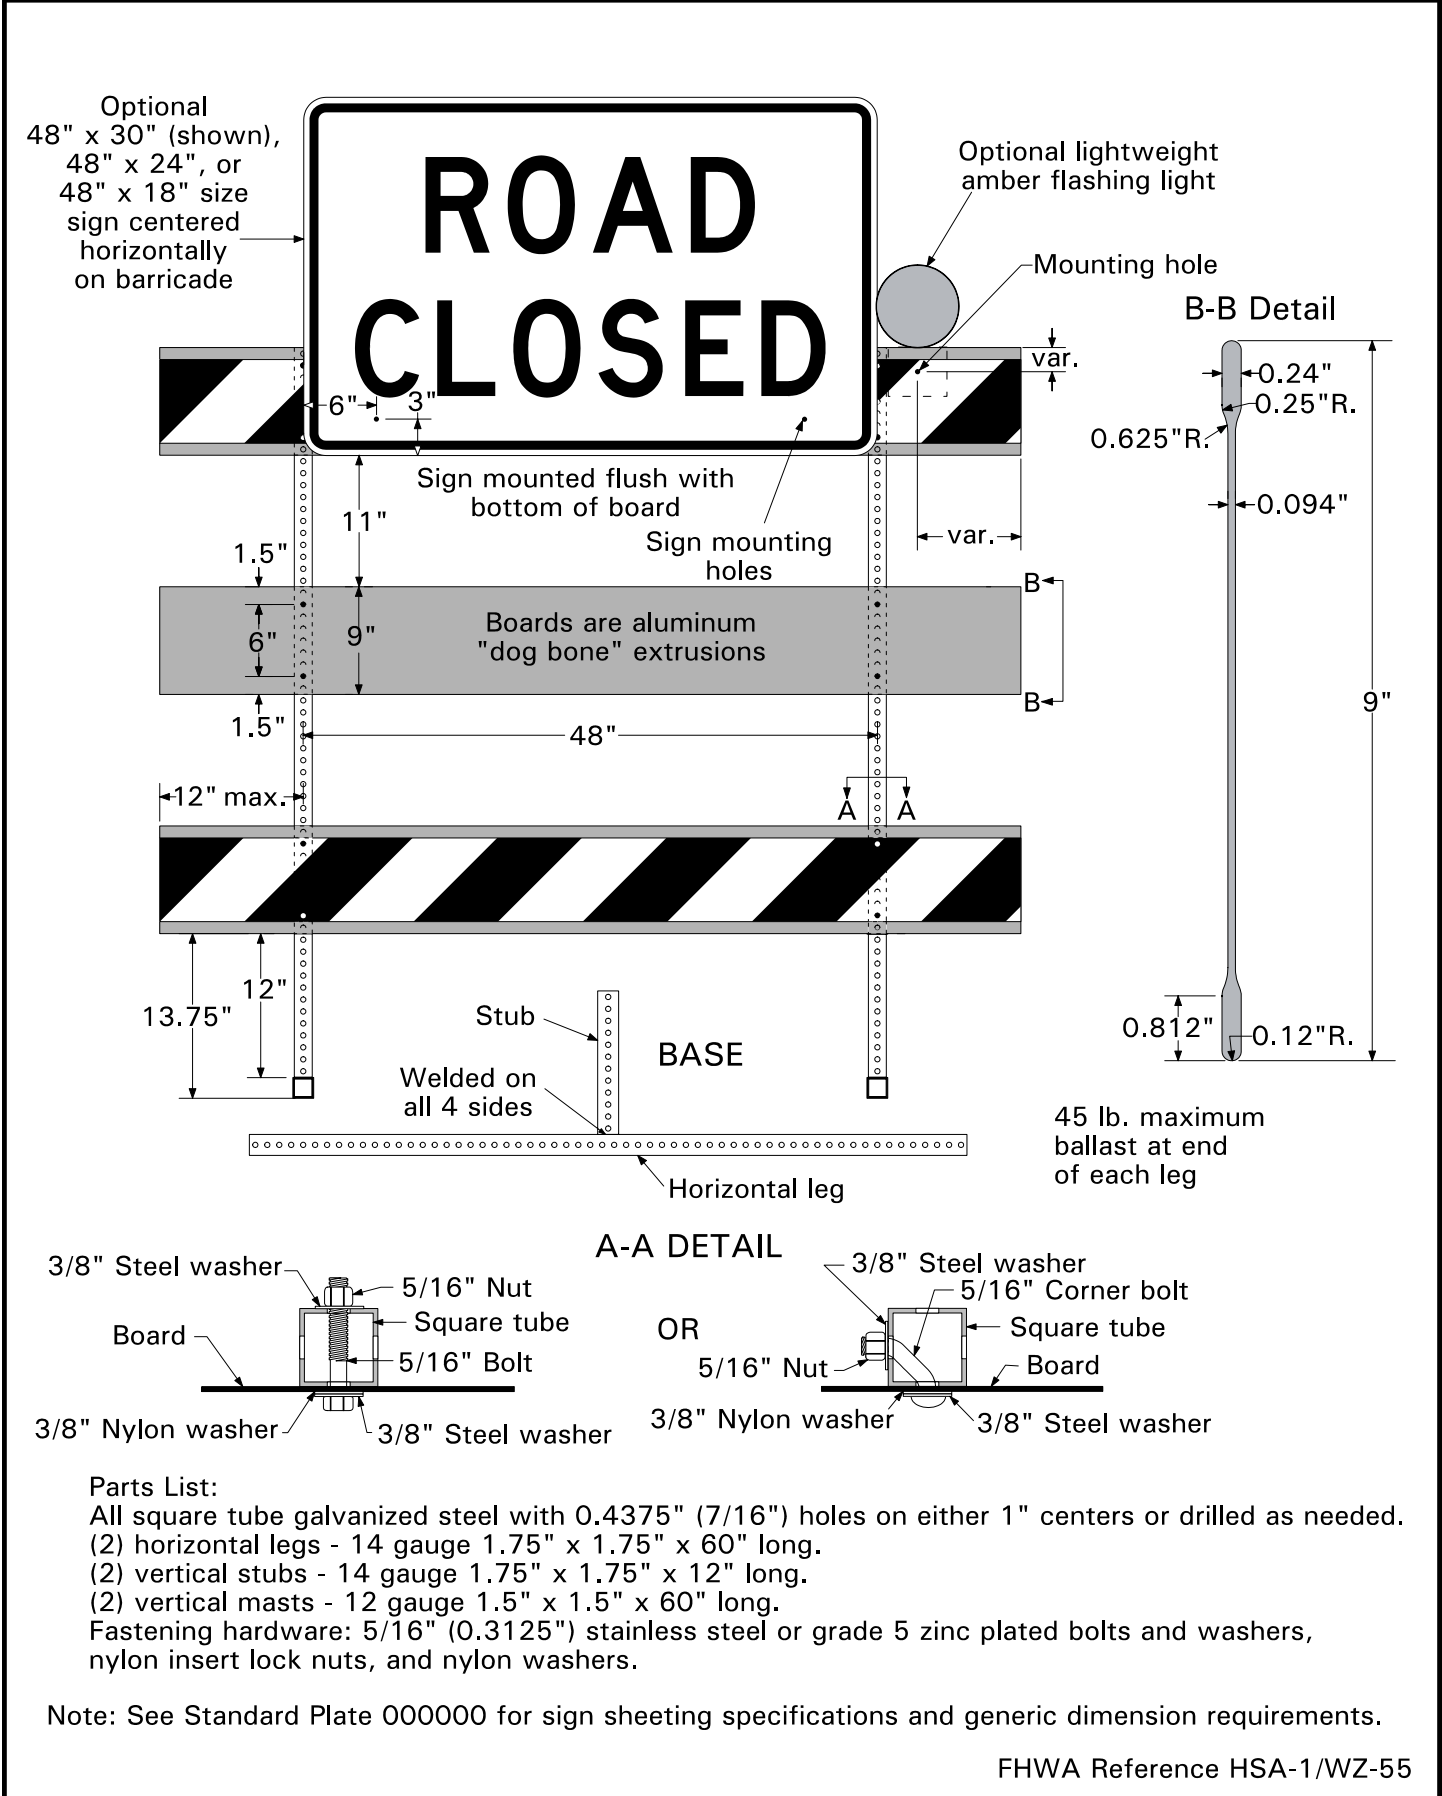 Optional
48" x 30" (shown),
48" x 24", or
48" x 18" size
sign centered
horizontally
on barricade
ROAD
CLOSED
Optional lightweight
amber flashing light
Mounting hole
var.
6"
3"
Sign mounted flush with
bottom of board
Sign mounting
holes
var.
11"
1.5"
6"
9"
1.5"
Boards are aluminum
"dog bone" extrusions
B
B
48"
12" max.
A
A
12"
13.75"
Stub
BASE
Welded on
all 4 sides
Horizontal leg
B-B Detail
0.24"
0.25"R.
0.625"R.
0.094"
9"
0.812"
0.12"R.
45 lb. maximum
ballast at end
of each leg
A-A DETAIL
3/8" Steel washer
5/16" Nut
Square tube
Board
5/16" Bolt
3/8" Nylon washer
3/8" Steel washer
OR
3/8" Steel washer
5/16" Corner bolt
Square tube
5/16" Nut
Board
3/8" Nylon washer
3/8" Steel washer
Parts List:
All square tube galvanized steel with 0.4375" (7/16") holes on either 1" centers or drilled as needed.
(2) horizontal legs - 14 gauge 1.75" x 1.75" x 60" long.
(2) vertical stubs - 14 gauge 1.75" x 1.75" x 12" long.
(2) vertical masts - 12 gauge 1.5" x 1.5" x 60" long.
Fastening hardware: 5/16" (0.3125") stainless steel or grade 5 zinc plated bolts and washers,
nylon insert lock nuts, and nylon washers.
Note: See Standard Plate 000000 for sign sheeting specifications and generic dimension requirements.
FHWA Reference HSA-1/WZ-55